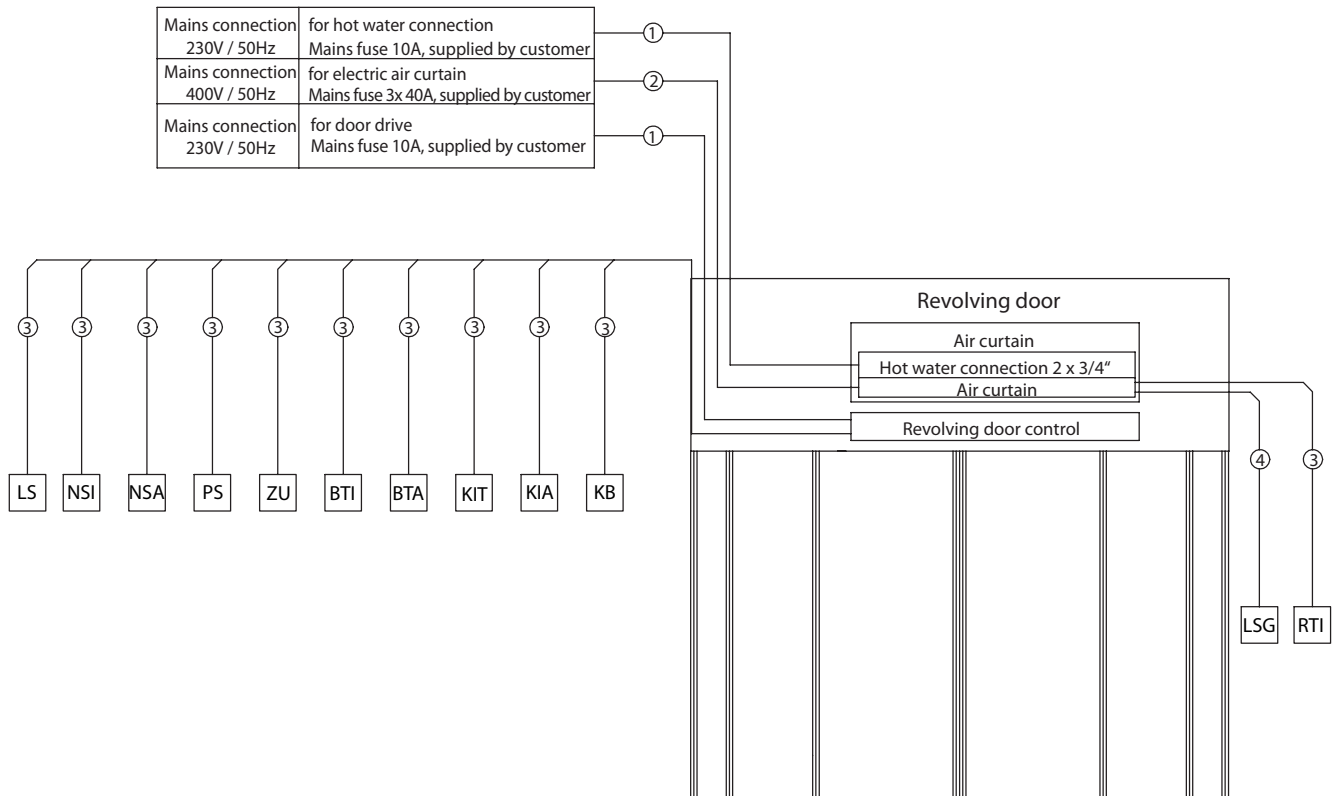 Mains connection for hot water connection
230V / 50Hz Mains fuse 10A, supplied by customer
1
Mains connection for electric air curtain
400V / 50Hz Mains fuse 3x 40A, supplied by customer
2
Mains connection for door drive
230V / 50Hz Mains fuse 10A, supplied by customer
1
Revolving door
Air curtain
Hot water connection 2 x 3/4“
Air curtain
Revolving door control
3 3 3 3 3 3 3 3 3 3
4 3
LS NSI NSA PS ZU BTI BTA KIT KIA KB
LSG RTI